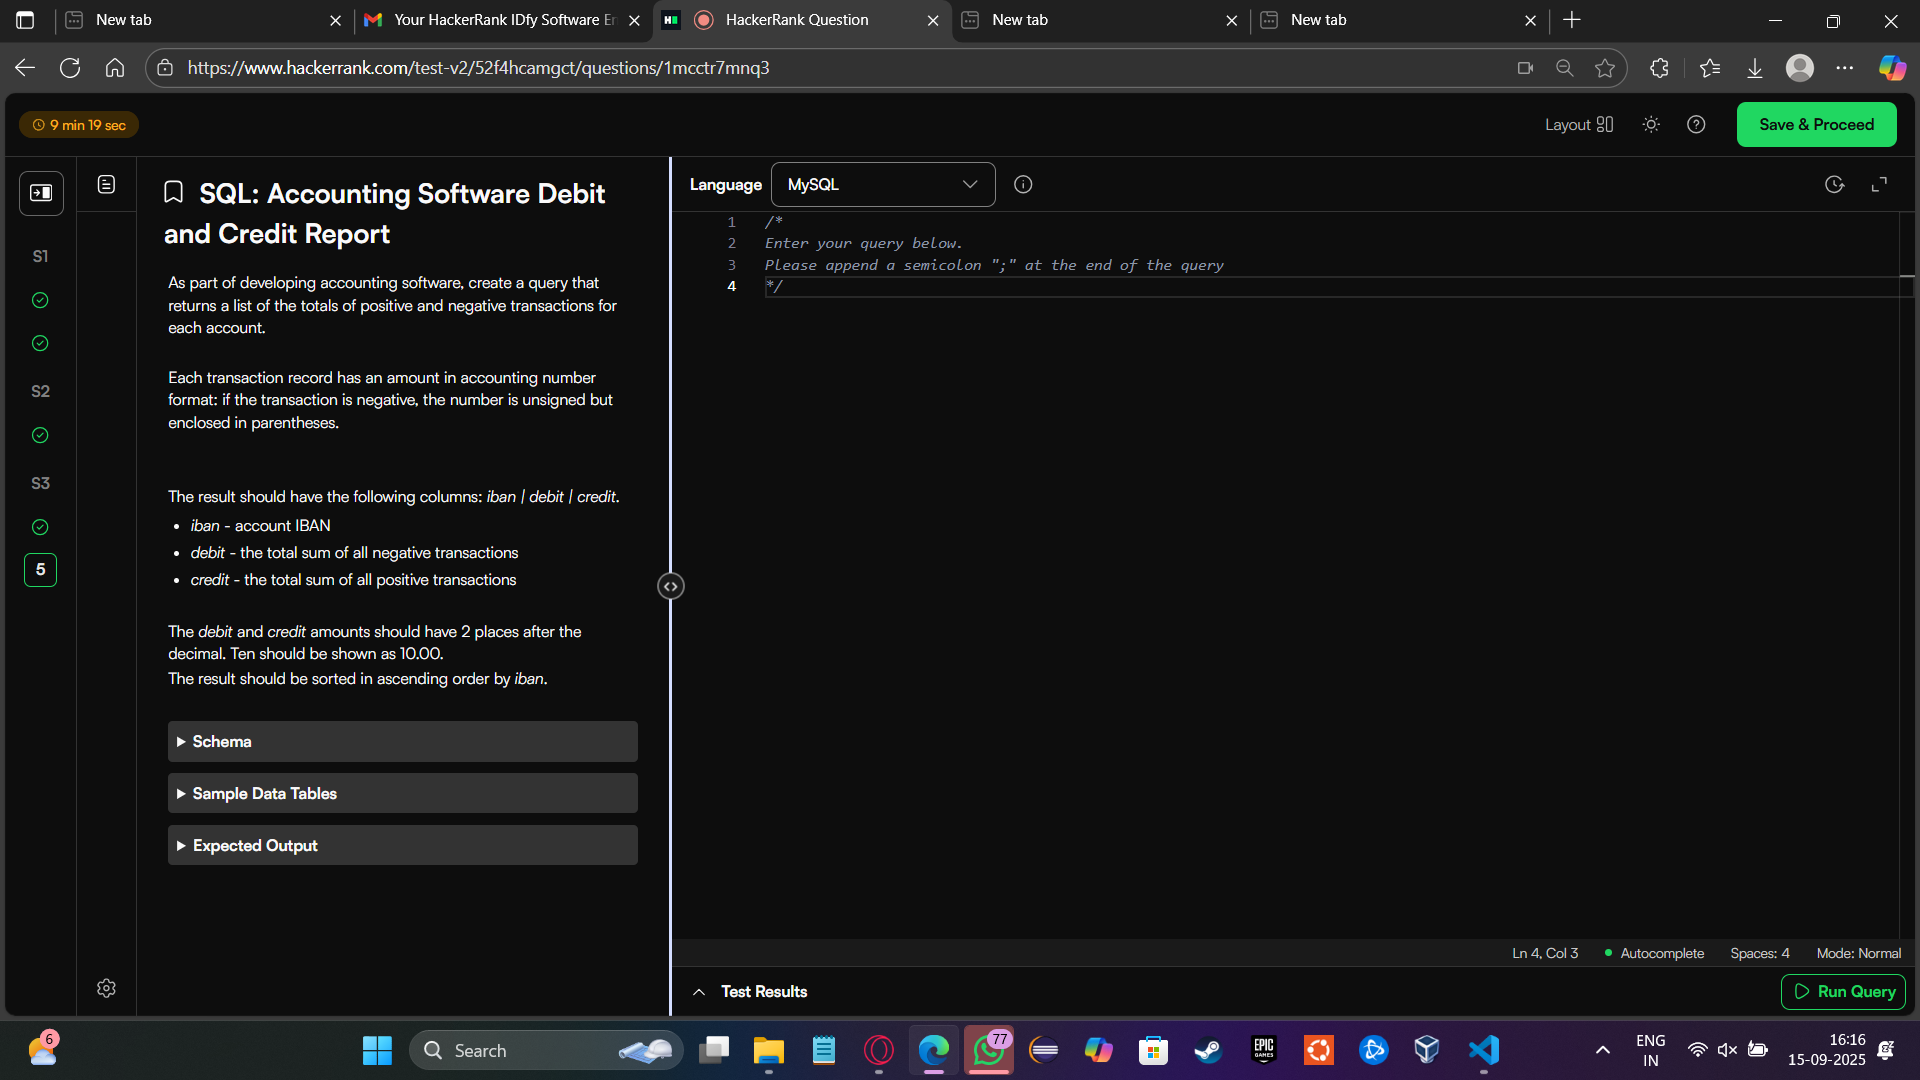 New tab
Your HackerRank IDfy Software En
HackerRank Question
New tab
New tab
https://www.hackerrank.com/test-v2/52f4hcamgct/questions/1mcctr7mnq3
9 min 19 sec
Layout
Save & Proceed
S1
S2
S3
5
SQL: Accounting Software Debit
and Credit Report
As part of developing accounting software, create a query that
returns a list of the totals of positive and negative transactions for
each account.
Each transaction record has an amount in accounting number
format: if the transaction is negative, the number is unsigned but
enclosed in parentheses.
The result should have the following columns: iban | debit | credit.
• iban - account IBAN
• debit - the total sum of all negative transactions
• credit - the total sum of all positive transactions
The debit and credit amounts should have 2 places after the
decimal. Ten should be shown as 10.00.
The result should be sorted in ascending order by iban.
Schema
Sample Data Tables
Expected Output
Language
MySQL
1 /*
2 Enter your query below.
3 Please append a semicolon ";" at the end of the query
4 */
Ln 4, Col 3
Autocomplete
Spaces: 4
Mode: Normal
Test Results
Run Query
6
Search
77
EPIC
GAMES
ENG
IN
16:16
15-09-2025